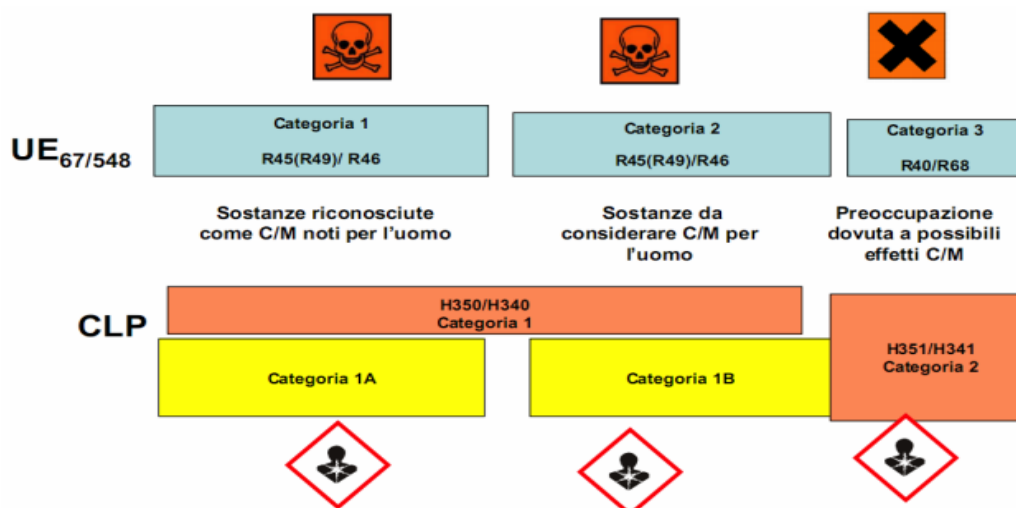 Categoria 1
R45(R49)/ R46
Categoria 2
R45(R49)/R46
Categoria 3
R40/R68
UE67/548
Sostanze riconosciute
come C/M noti per l'uomo
Sostanze da
considerare C/M per
l'uomo
Preoccupazione
dovuta a possibili
effetti C/M
CLP
H350/H340
Categoria 1
Categoria 1A
Categoria 1B
H351/H341
Categoria 2